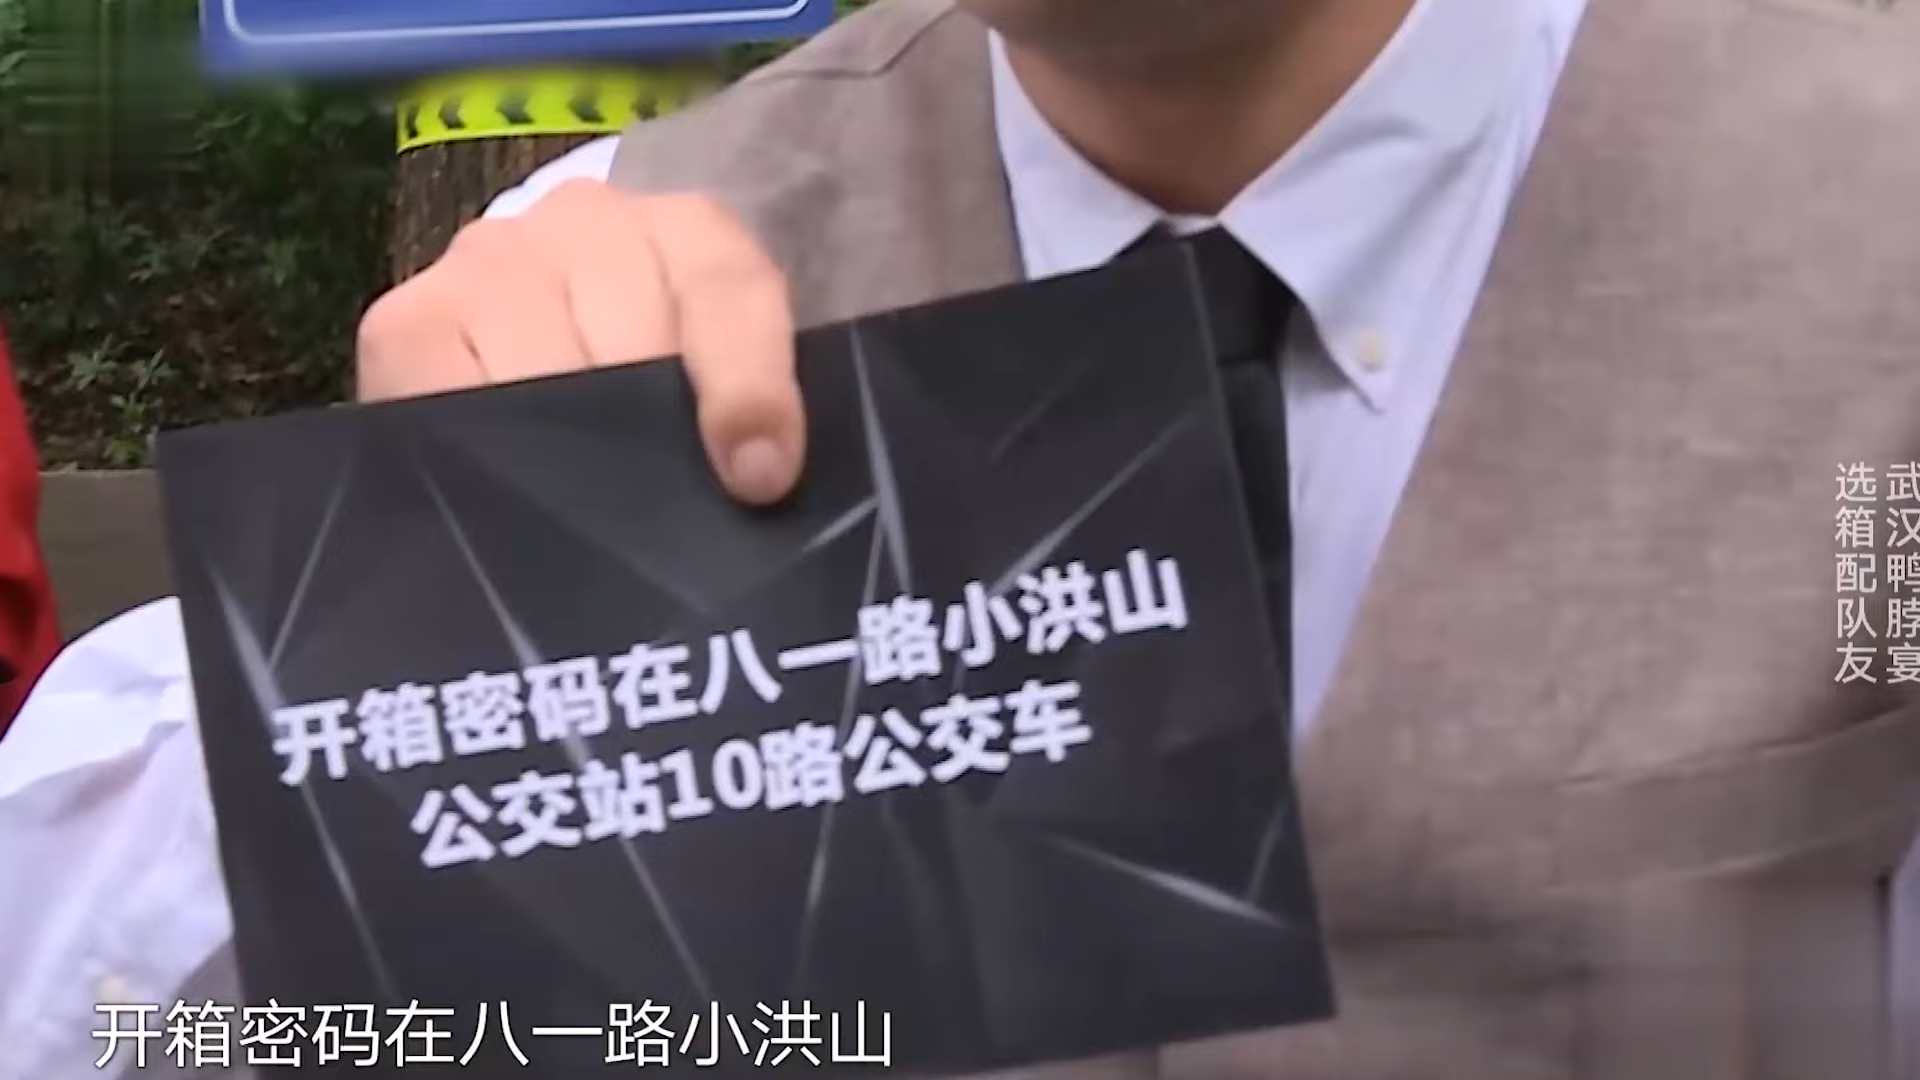 开箱密码在八一路小洪山
公交站10路公交车
武汉鸭脖宴
选箱配队友
开箱密码在八一路小洪山